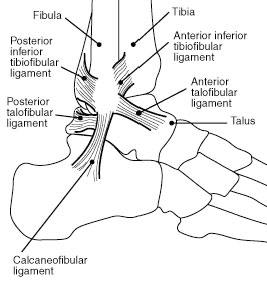 Fibula
Tibia
Posterior
inferior
tibiofibular
ligament
Anterior inferior
tibiofibular
ligament
Anterior
talofibular
ligament
Posterior
talofibular
ligament
Talus
Calcaneofibular
ligament